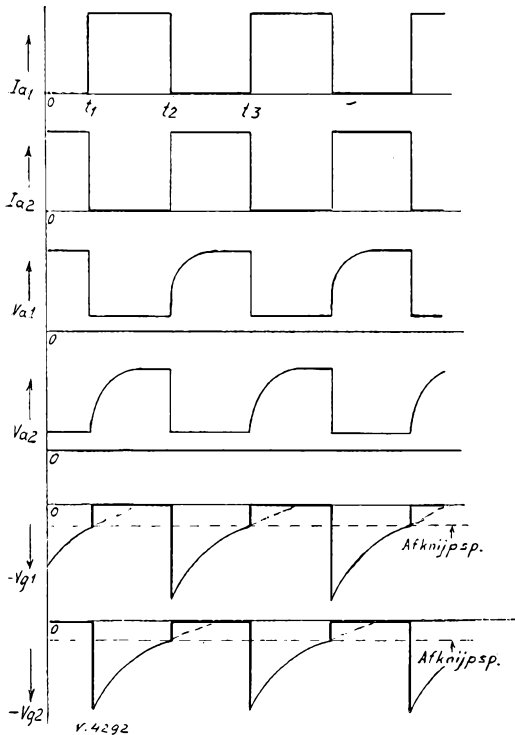 Ia1
0
t1 t2 t3
Ia2
0
Va1
0
Va2
0
0
Afknijpsp.
-Vg1
0
Afknijpsp.
-Vg2
V.4292